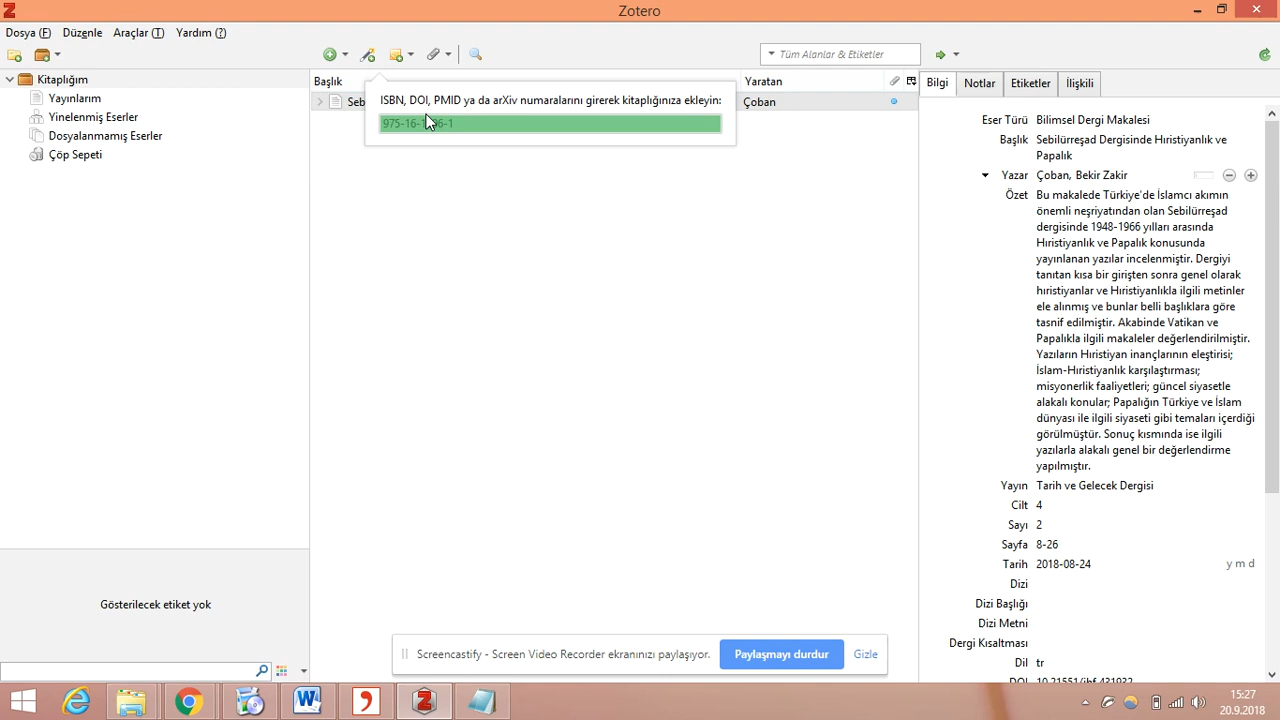 Zotero
Dosya (F) Düzenle Araçlar (T) Yardım (?)
Tüm Alanlar & Etiketler
Kitaplığım
Yayınlarım
Yinelenmiş Eserler
Dosyalanmamış Eserler
Çöp Sepeti
Gösterilecek etiket yok
Başlık Yaratan
Seb Çoban
ISBN, DOI, PMID ya da arXiv numaralarını girerek kitaplığınıza ekleyin:
Bilgi Notlar Etiketler İlişkili
Eser Türü Bilimsel Dergi Makalesi
Başlık Sebilürreşad Dergisinde Hıristiyanlık ve
Papalık
Yazar Çoban, Bekir Zakir
Özet Bu makalede Türkiye'de İslamcı akımın
önemli neşriyatından olan Sebilürreşad
dergisinde 1948-1966 yılları arasında
Hıristiyanlık ve Papalık konusunda
yayınlanan yazılar incelenmiştir. Dergiyi
tanıtan kısa bir girişten sonra genel olarak
hıristiyanlar ve Hıristiyanlıkla ilgili metinler
ele alınmış ve bunlar belli başlıklara göre
tasnif edilmiştir. Akabinde Vatikan ve
Papalıkla ilgili makaleler değerlendirilmiştir.
Yazıların Hıristiyan inançlarının eleştirisi;
İslam-Hıristiyanlık karşılaştırması;
misyonerlik faaliyetleri; güncel siyasetle
alakalı konular; Papalığın Türkiye ve İslam
dünyası ile ilgili siyaseti gibi temaları içerdiği
görülmüştür. Sonuç kısmında ise ilgili
yazılarla alakalı genel bir değerlendirme
yapılmıştır.
Yayın Tarih ve Gelecek Dergisi
Cilt 4
Sayı 2
Sayfa 8-26
Tarih 2018-08-24 y m d
Dizi
Dizi Başlığı
Dizi Metni
Dergi Kısaltması
Dil tr
Screencastify - Screen Video Recorder ekranınızı paylaşıyor. Paylaşmayı durdur Gizle
15:27
20.9.2018